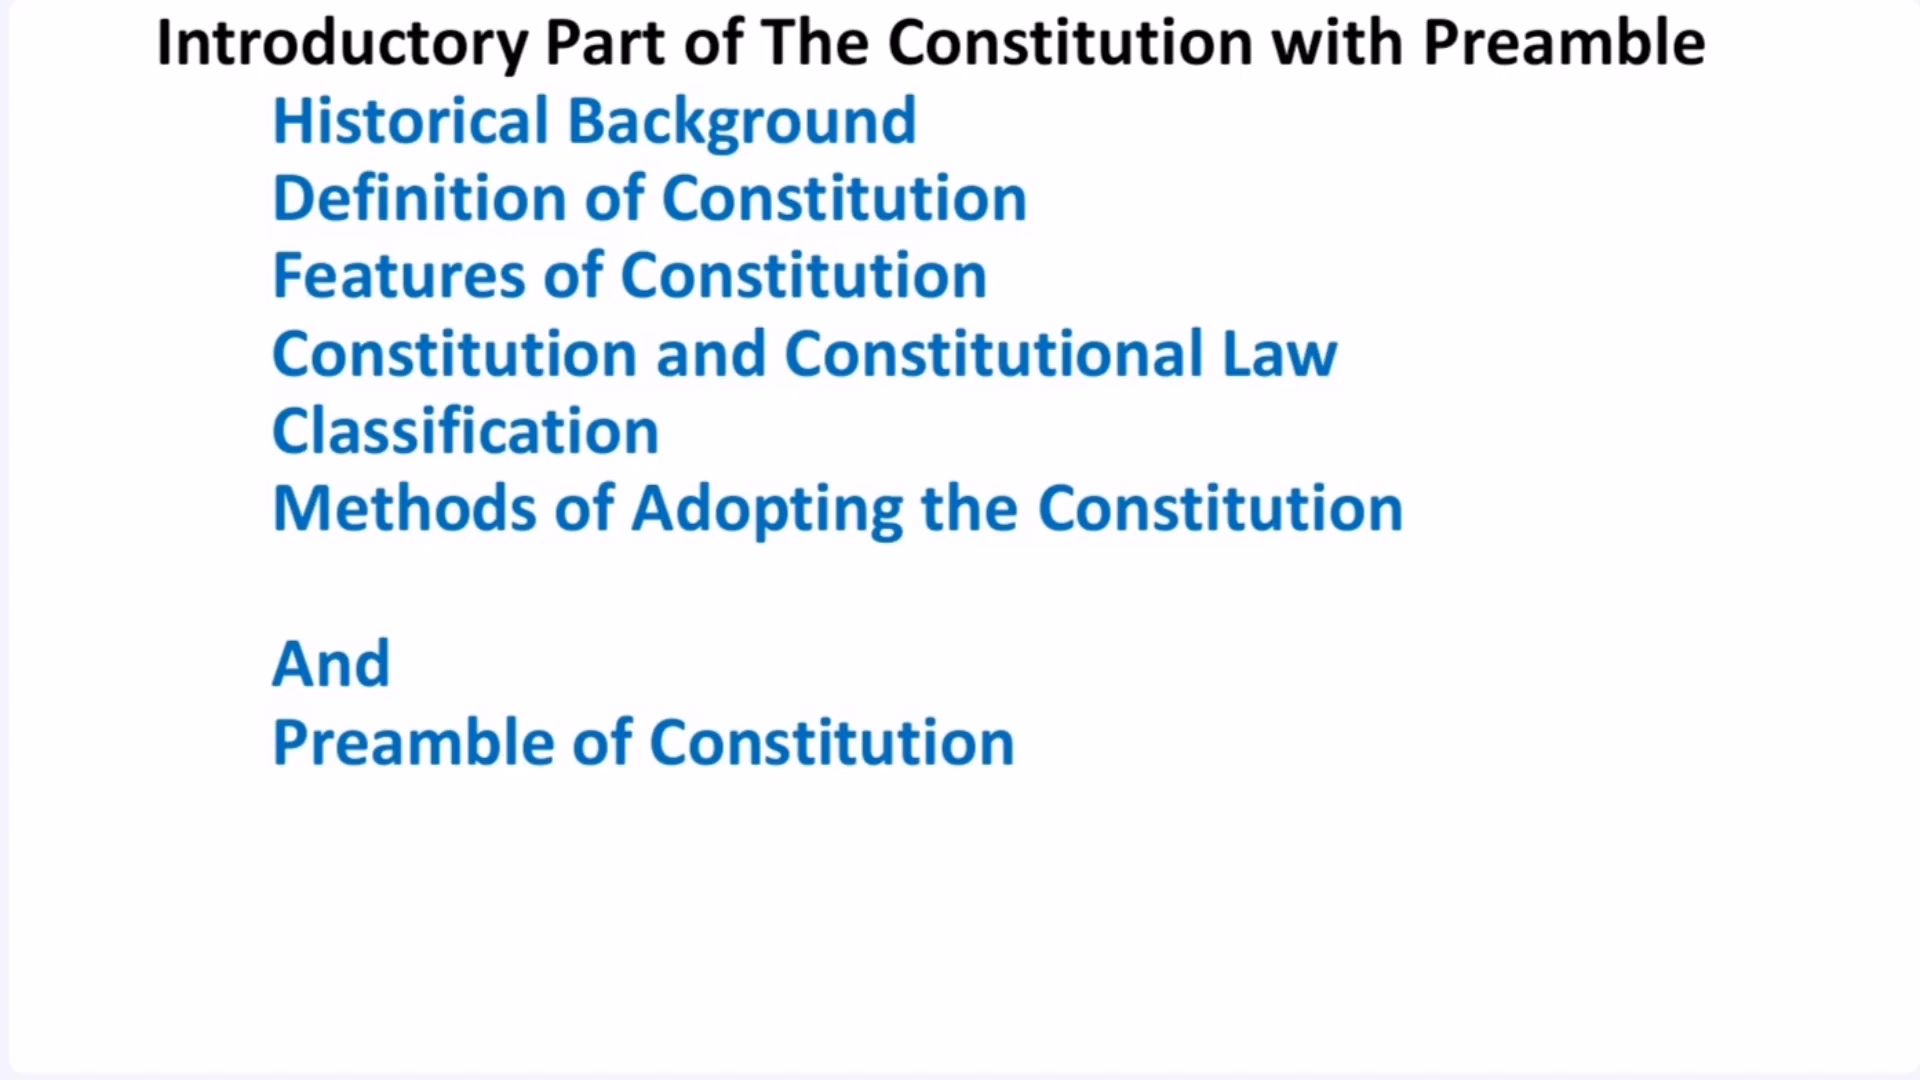 Introductory Part of The Constitution with Preamble
Historical Background
Definition of Constitution
Features of Constitution
Constitution and Constitutional Law
Classification
Methods of Adopting the Constitution
And
Preamble of Constitution